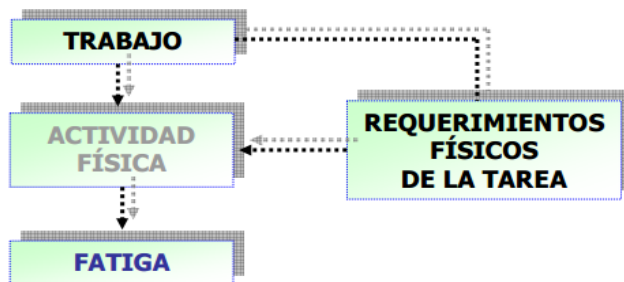 TRABAJO
ACTIVIDAD
FÍSICA
REQUERIMIENTOS
FÍSICOS
DE LA TAREA
FATIGA